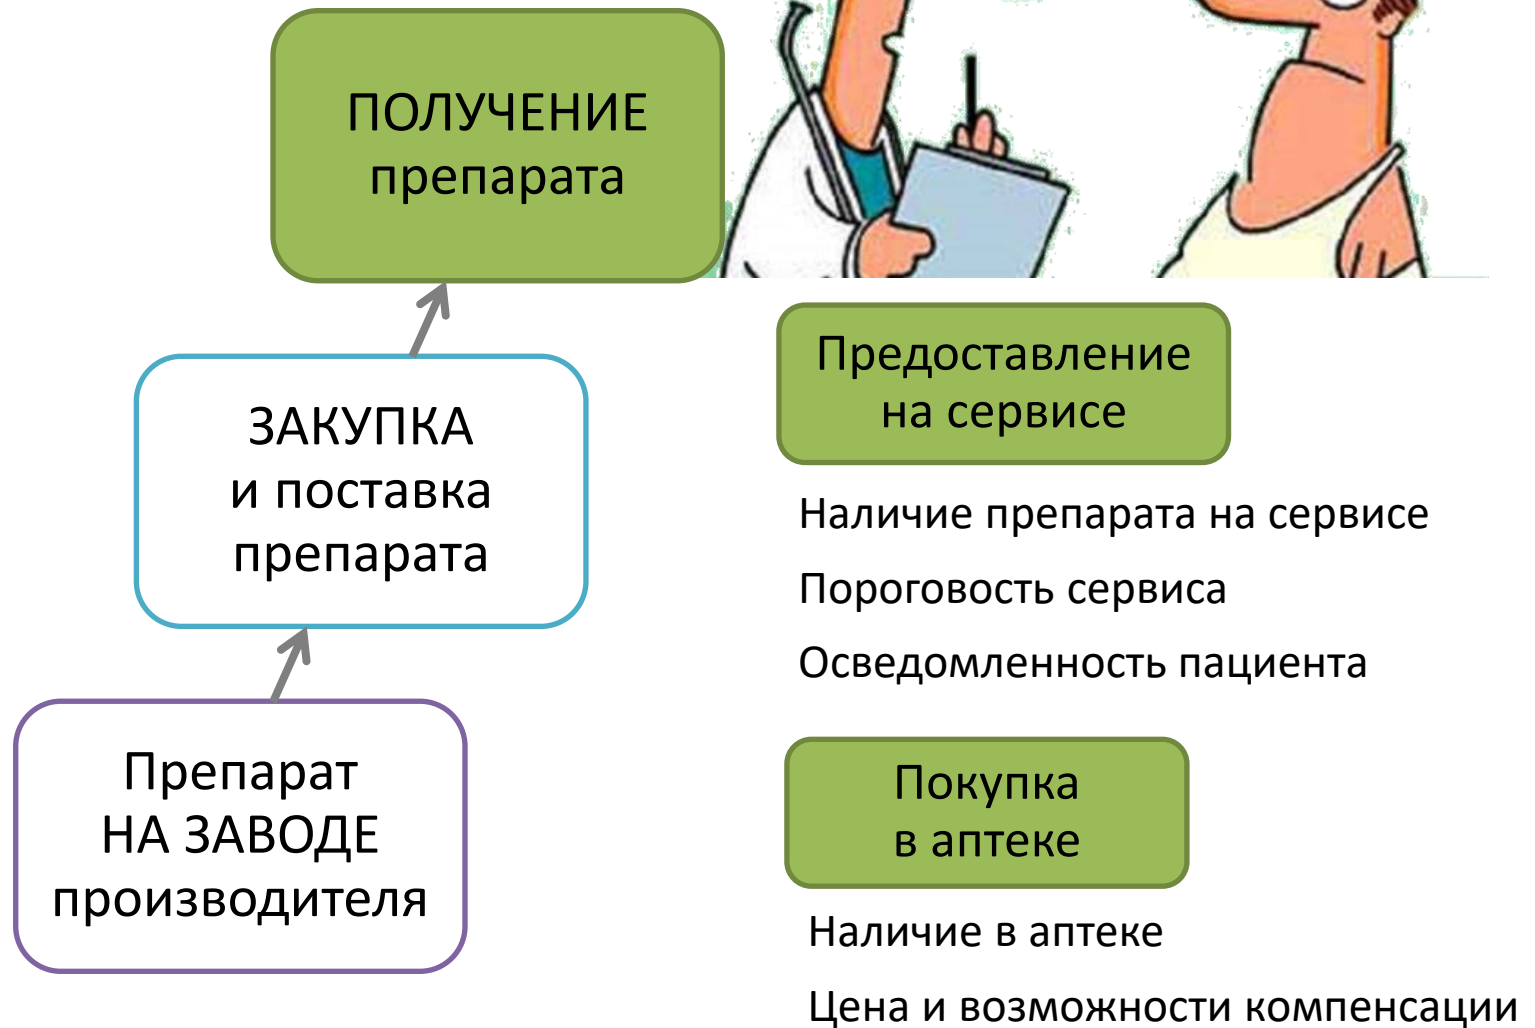 ПОЛУЧЕНИЕ
препарата
ЗАКУПКА
и поставка
препарата
Препарат
НА ЗАВОДЕ
производителя
Предоставление
на сервисе
Наличие препарата на сервисе
Пороговость сервиса
Осведомленность пациента
Покупка
в аптеке
Наличие в аптеке
Цена и возможности компенсации